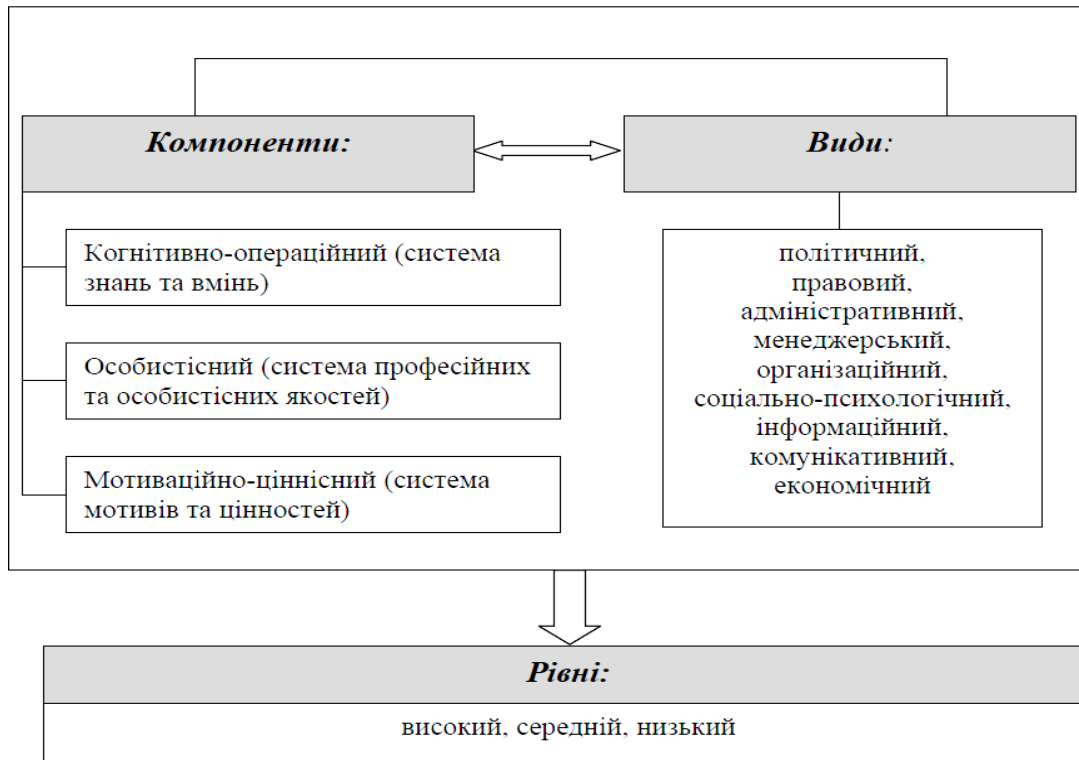 Компоненти:
Види:
Когнітивно-операційний (система
знань та вмінь)
Особистісний (система професійних
та особистісних якостей)
Мотиваційно-ціннісний (система
мотивів та цінностей)
політичний,
правовий,
адміністративний,
менеджерський,
організаційний,
соціально-психологічний,
інформаційний,
комунікативний,
економічний
Рівні:
високий, середній, низький